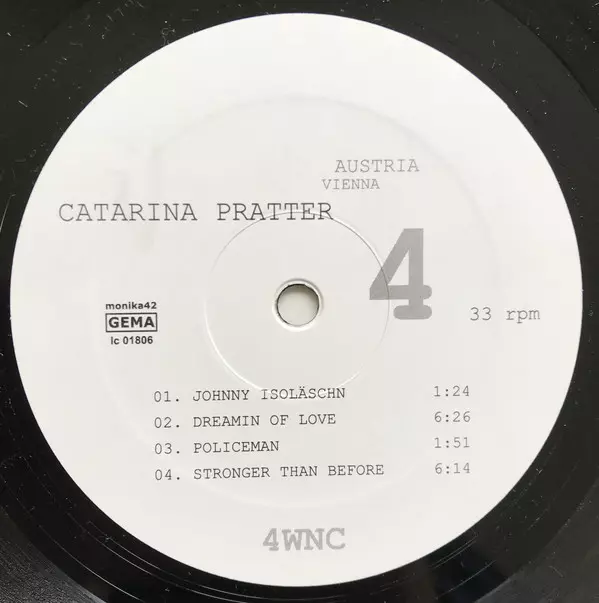 AUSTRIA
VIENNA
CATARINA PRATTER
4
33 rpm
monika42
GEMA
lc 01806
01. JOHNNY ISOLÄSCHN 1:24
02. DREAMIN OF LOVE 6:26
03. POLICEMAN 1:51
04. STRONGER THAN BEFORE 6:14
4WNC